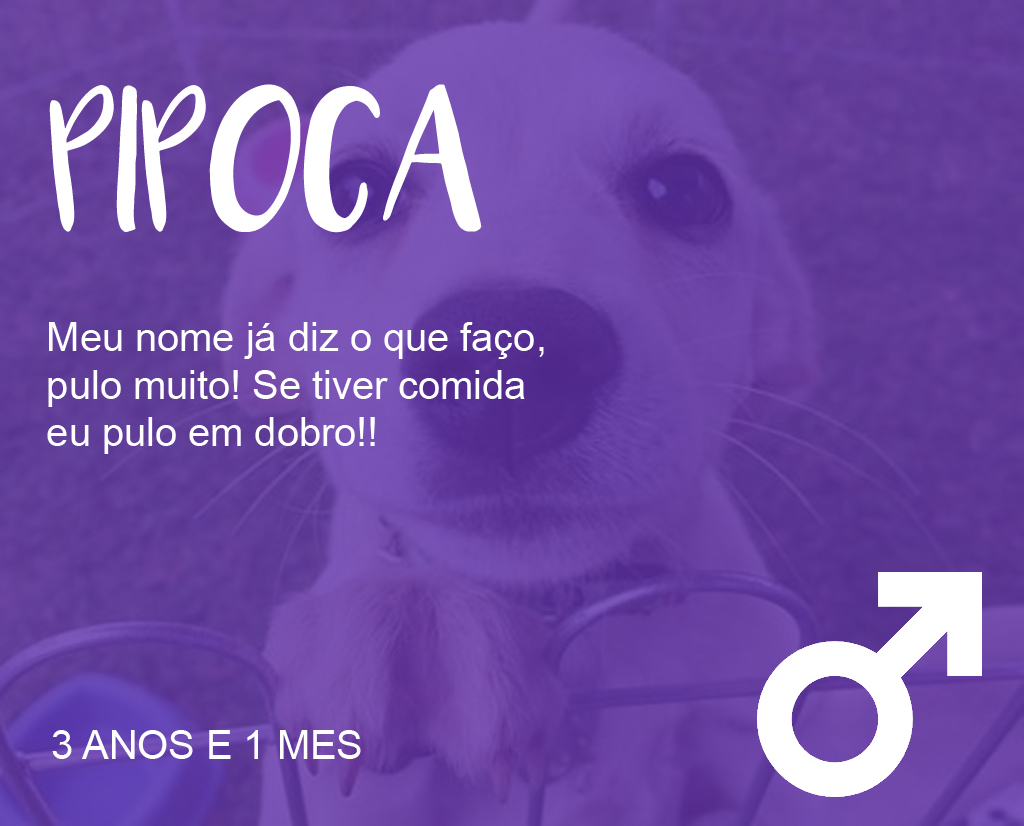 PIPOCA
Meu nome já diz o que faço,
pulo muito! Se tiver comida
eu pulo em dobro!!
3 ANOS E 1 MES